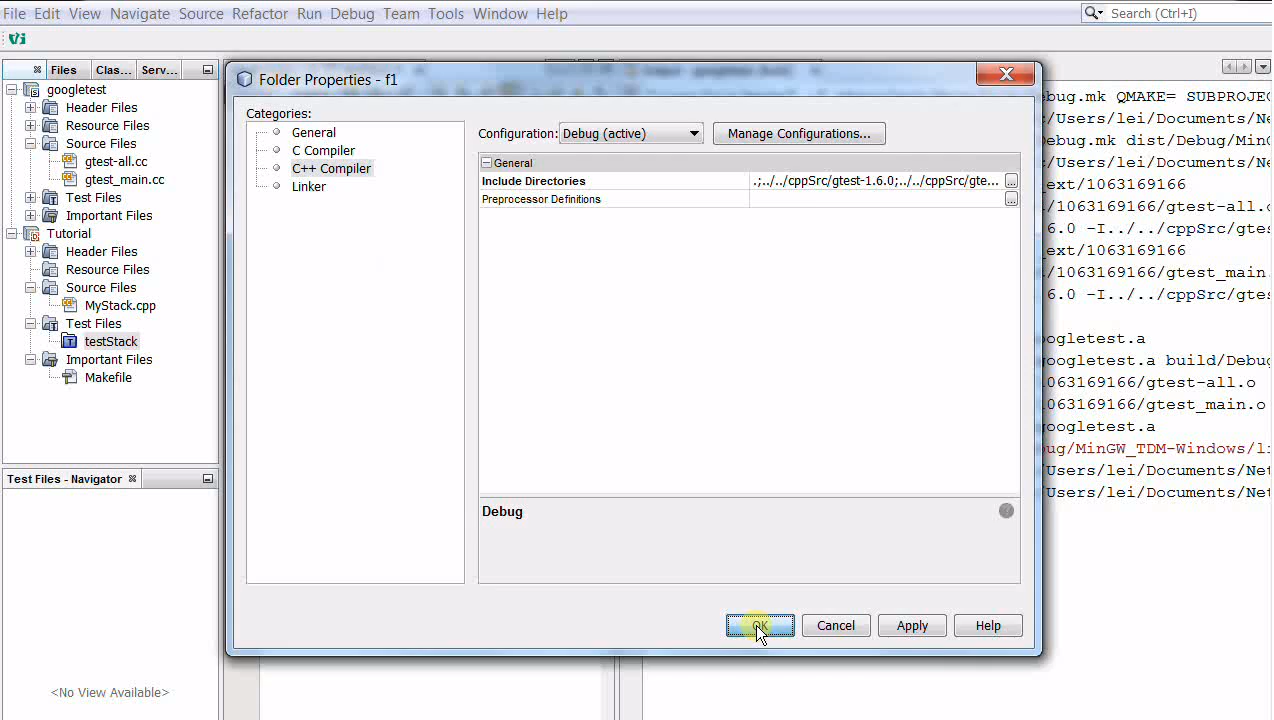 File Edit View Navigate Source Refactor Run Debug Team Tools Window Help
Search (Ctrl+I)
Files Clas... Serv...
googletest
Header Files
Resource Files
Source Files
gtest-all.cc
gtest_main.cc
Test Files
Important Files
Tutorial
Header Files
Resource Files
Source Files
MyStack.cpp
Test Files
testStack
Important Files
Makefile
Test Files - Navigator
<No View Available>
Folder Properties - f1
Categories:
General
C Compiler
C++ Compiler
Linker
Configuration: Debug (active) Manage Configurations...
General
Include Directories .;../../cppSrc/gtest-1.6.0;../../cppSrc/gte... ...
Preprocessor Definitions ...
Debug
OK Cancel Apply Help
ebug.mk QMAKE= SUBPROJEC
:/Users/lei/Documents/Ne
Debug.mk dist/Debug/MinG
:/Users/lei/Documents/Ne
ext/1063169166
/1063169166/gtest-all.o
6.0 -I../../cppSrc/gtes
ext/1063169166
/1063169166/gtest_main.
6.0 -I../../cppSrc/gtes
oogletest.a
oogletest.a build/Debug
1063169166/gtest-all.o
1063169166/gtest_main.o
oogletest.a
bug/MinGW_TDM-Windows/li
/Users/lei/Documents/Net
/Users/lei/Documents/Net